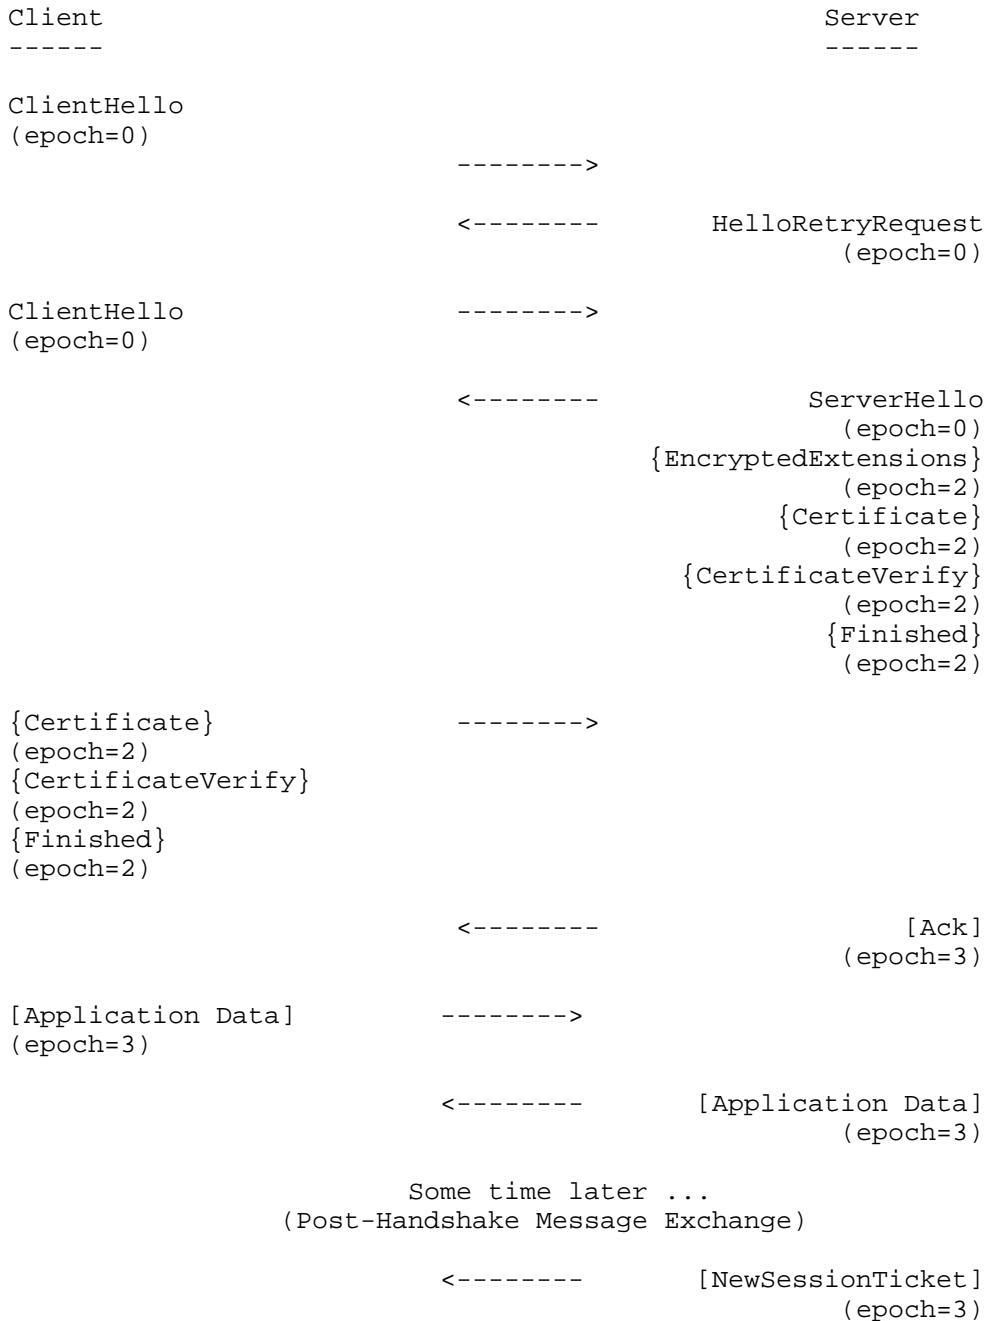 Client                                             Server
------                                             ------
ClientHello
(epoch=0)
                            -------->
                            <--------       HelloRetryRequest
                                                    (epoch=0)
ClientHello                 -------->
(epoch=0)
                            <--------             ServerHello
                                                    (epoch=0)
                                        {EncryptedExtensions}
                                                    (epoch=2)
                                                {Certificate}
                                                    (epoch=2)
                                          {CertificateVerify}
                                                    (epoch=2)
                                                   {Finished}
                                                    (epoch=2)
{Certificate}               -------->
(epoch=2)
{CertificateVerify}
(epoch=2)
{Finished}
(epoch=2)
                            <--------                   [Ack]
                                                    (epoch=3)
[Application Data]         -------->
(epoch=3)
                           <--------       [Application Data]
                                                    (epoch=3)
                         Some time later ...
                 (Post-Handshake Message Exchange)
                           <--------       [NewSessionTicket]
                                                    (epoch=3)